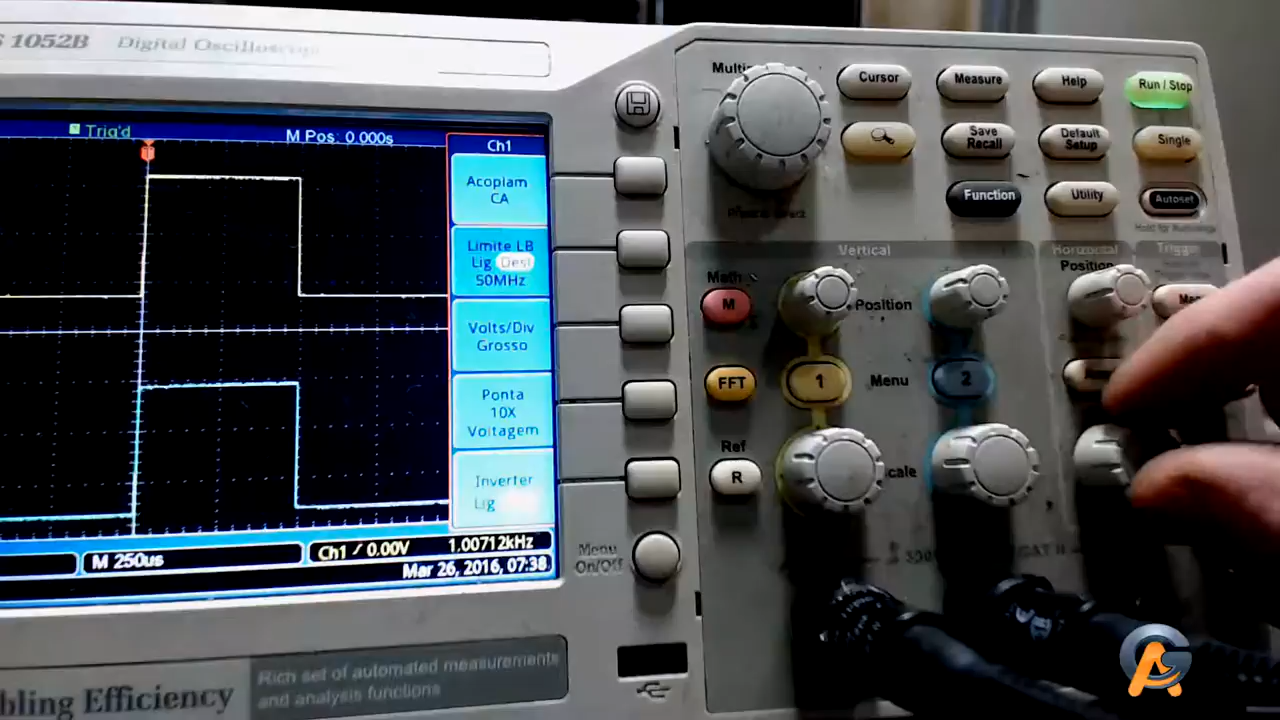 S 1052B Digital Oscilloscope
Trig'd
M Pos: 0.000s
Ch1
Acoplam
CA
Limite LB
Lig Desl
50MHz
Volts/Div
Grosso
Ponta
10X
Voltagem
Inverter
Lig
M 250us
Ch1 / 0.00V
1.00712kHz
Mar 26, 2016, 07:38
bling Efficiency
Rich set of automated measurements
and analysis functions
Menu
On/Off
Cursor
Measure
Help
Run / Stop
Save
Recall
Default
Setup
Single
Function
Utility
Autoset
Vertical
Horizontal
Trigger
Math
M
Position
Position
FFT
1
Menu
2
Ref
R